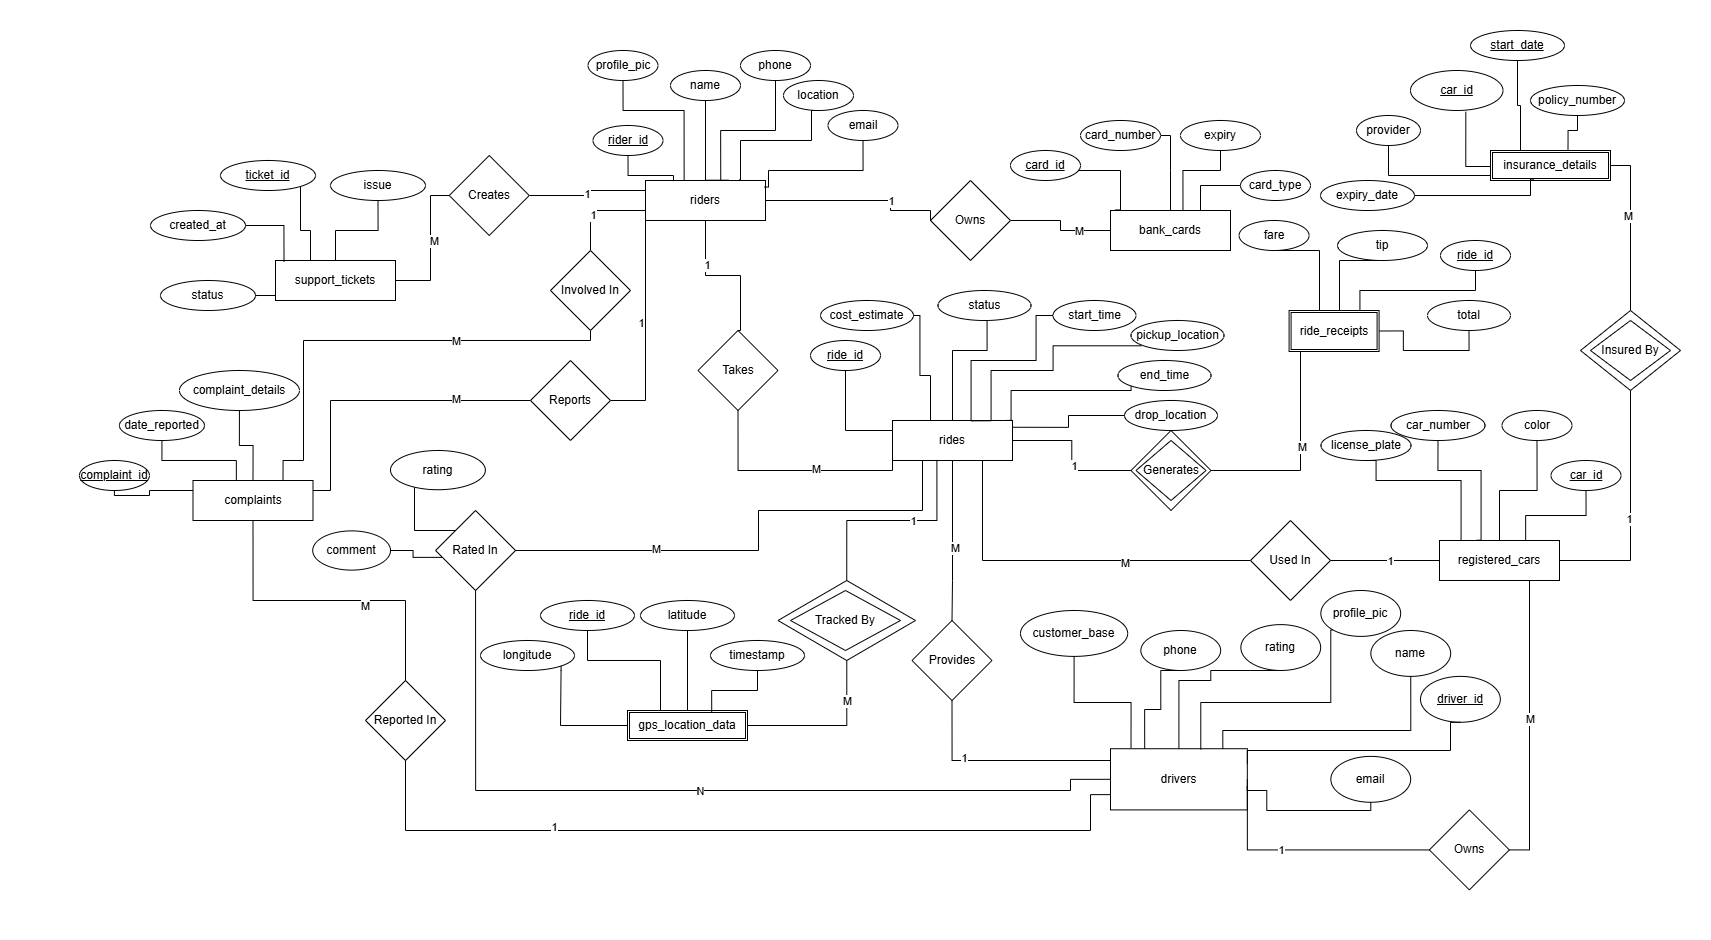 start_date
profile_pic
phone
name
car_id
location
policy_number
email
card_number
expiry
provider
rider_id
card_id
insurance_details
ticket_id
issue
Creates
1
riders
card_type
expiry_date
1
1
Owns
M
M
created_at
bank_cards
fare
tip
M
ride_id
1
support_tickets
status
Involved In
cost_estimate
status
start_time
total
1
pickup_location
ride_receipts
M
ride_id
Insured By
Takes
end_time
complaint_details
M
Reports
drop_location
date_reported
car_number
color
license_plate
rides
M
complaint_id
rating
M
1
Generates
car_id
complaints
1
comment
Rated In
M
M
M
Used In
1
registered_cars
1
M
ride_id
latitude
Tracked By
customer_base
profile_pic
longitude
timestamp
Provides
phone
rating
name
M
driver_id
Reported In
gps_location_data
M
1
drivers
email
N
1
1
Owns